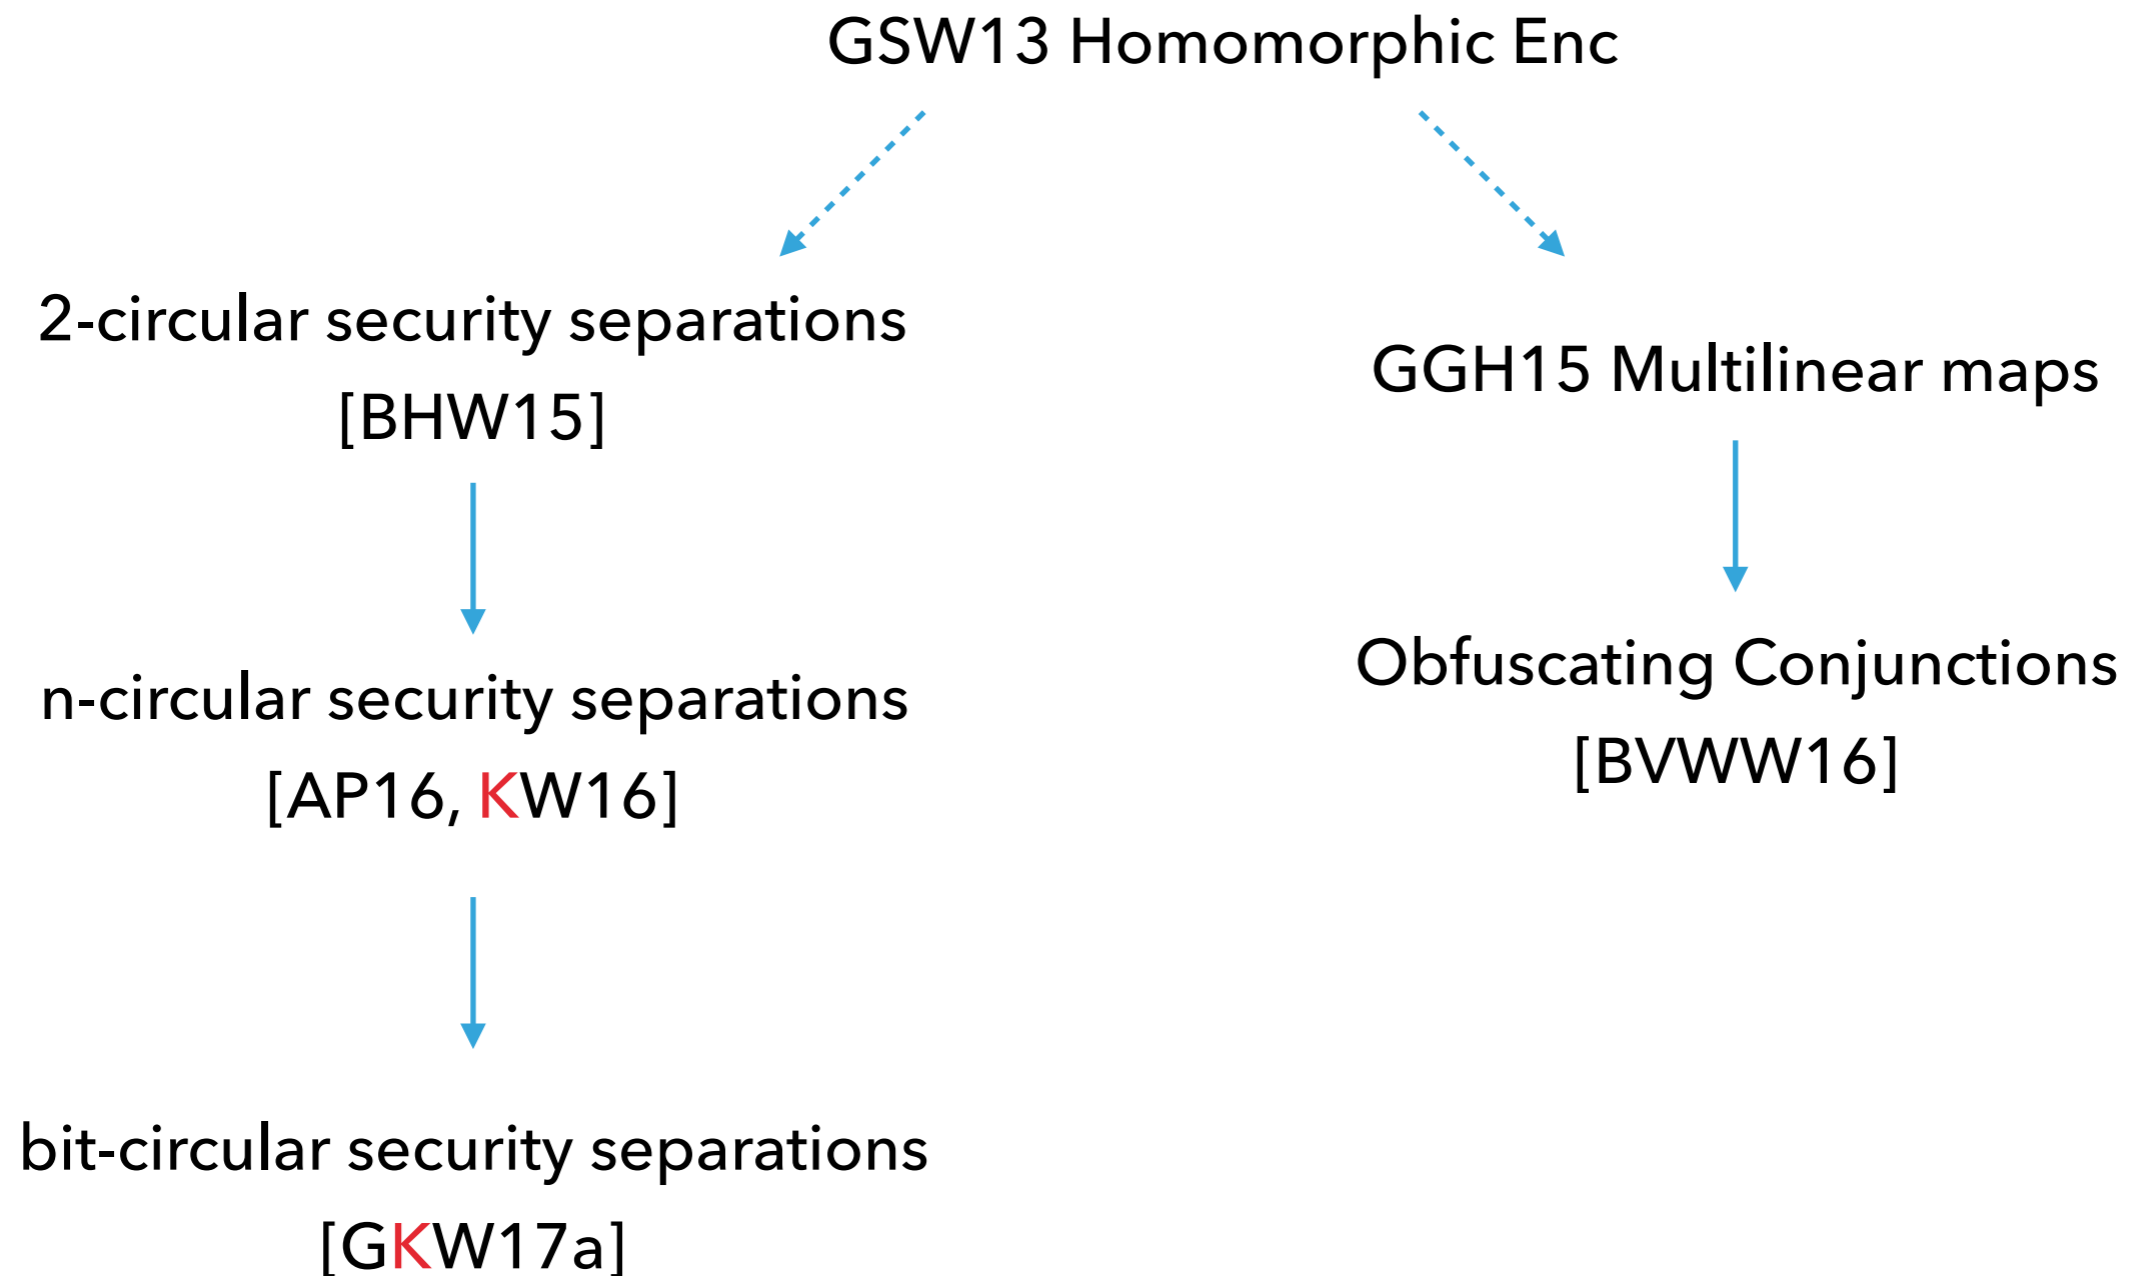 GSW13 Homomorphic Enc
2-circular security separations
[BHW15]
GGH15 Multilinear maps
n-circular security separations
[AP16, KW16]
Obfuscating Conjunctions
[BVWW16]
bit-circular security separations
[GKW17a]